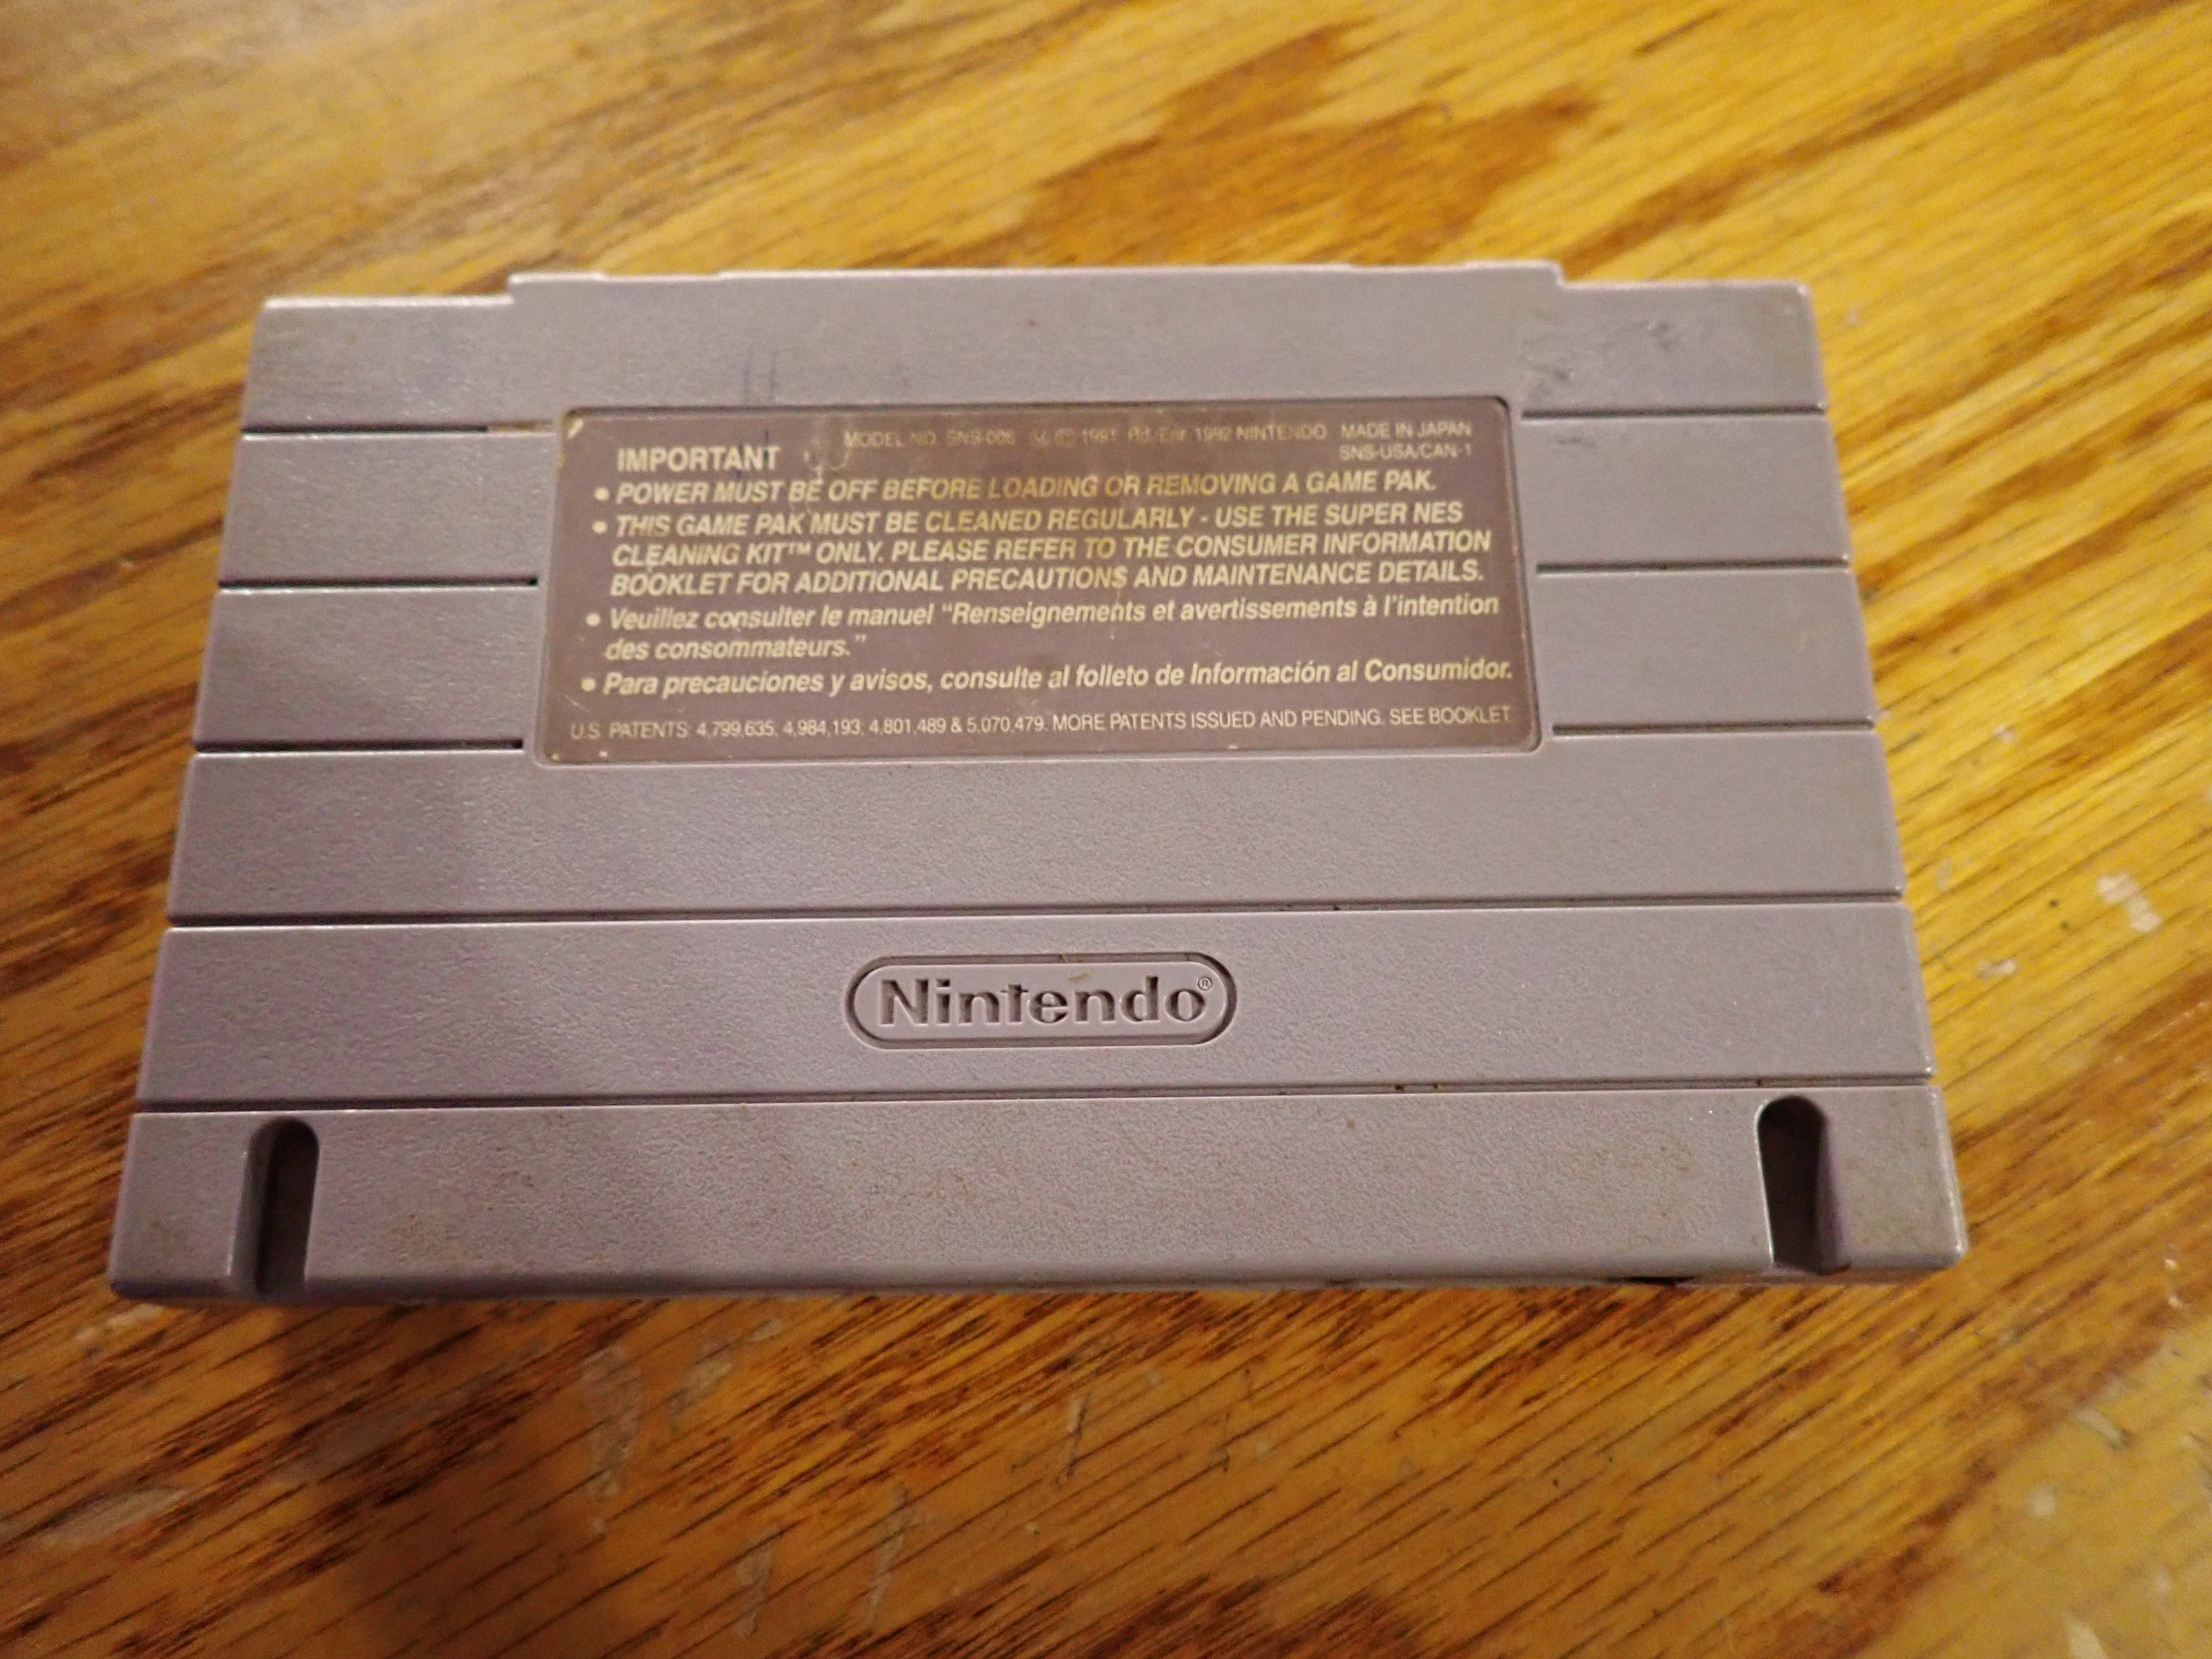 MODEL NO. SNS-006 © 1991 Rd/Enr. 1992 NINTENDO MADE IN JAPAN
SNS-USA/CAN-1
IMPORTANT
• POWER MUST BE OFF BEFORE LOADING OR REMOVING A GAME PAK.
• THIS GAME PAK MUST BE CLEANED REGULARLY - USE THE SUPER NES
CLEANING KIT™ ONLY. PLEASE REFER TO THE CONSUMER INFORMATION
BOOKLET FOR ADDITIONAL PRECAUTIONS AND MAINTENANCE DETAILS.
• Veuillez consulter le manuel “Renseignements et avertissements à l'intention
des consommateurs.”
• Para precauciones y avisos, consulte al folleto de Información al Consumidor.
U.S. PATENTS: 4,799,635; 4,984,193; 4,801,489 & 5,070,479. MORE PATENTS ISSUED AND PENDING. SEE BOOKLET
Nintendo®